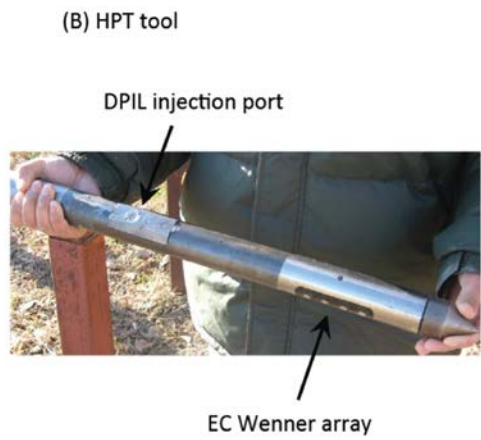 (B) HPT tool
DPIL injection port
EC Wenner array